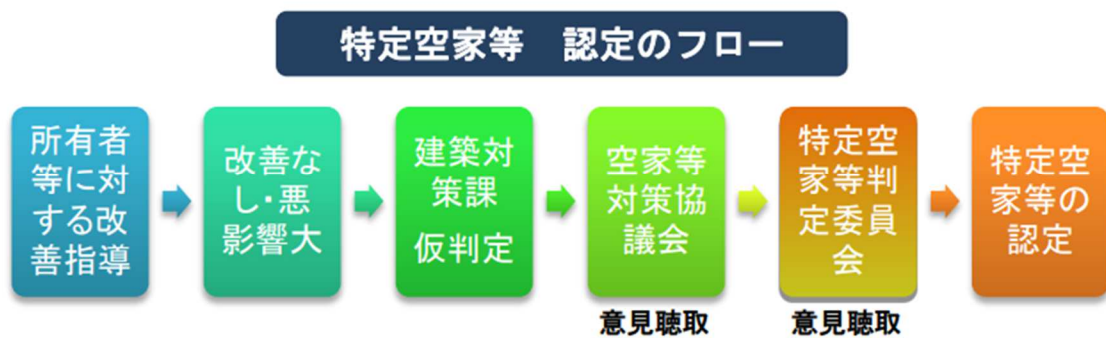 特定空家等　認定のフロー
所有者
等に対
する改
善指導
改善な
し・悪
影響大
建築対
策課
仮判定
空家等
対策協
議会
意見聴取
特定空
家等判
定委員
会
意見聴取
特定空
家等の
認定